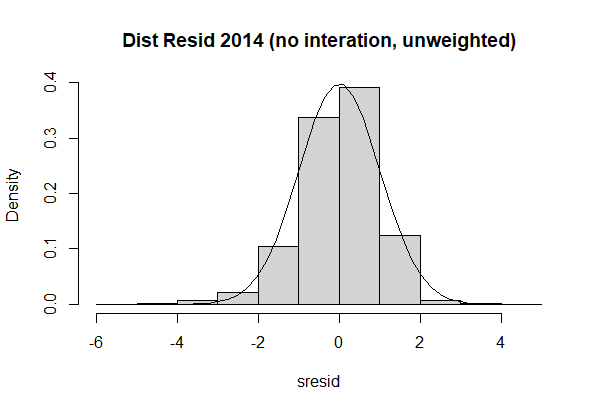 Dist Resid 2014 (no interation, unweighted)
Density
0.4
0.3
0.2
0.1
0.0
-6 -4 -2 0 2 4
sresid